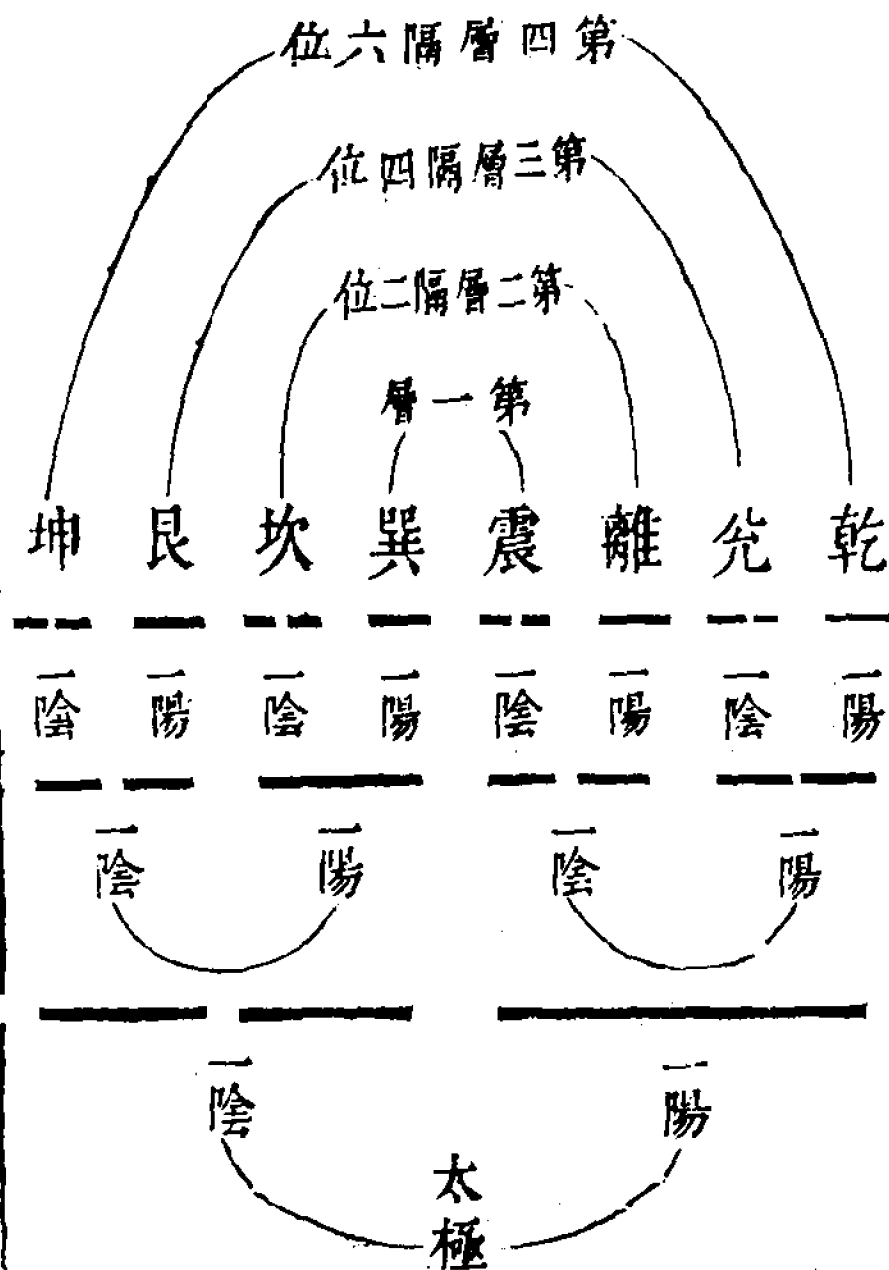 第四層隔六位
第三層隔四位
第二層隔二位
第一層
乾兌離震巽坎艮坤
一陽 一陰 一陽 一陰 一陽 一陰 一陽 一陰
一陽 一陰 一陽 一陰
一陽 一陰
太極